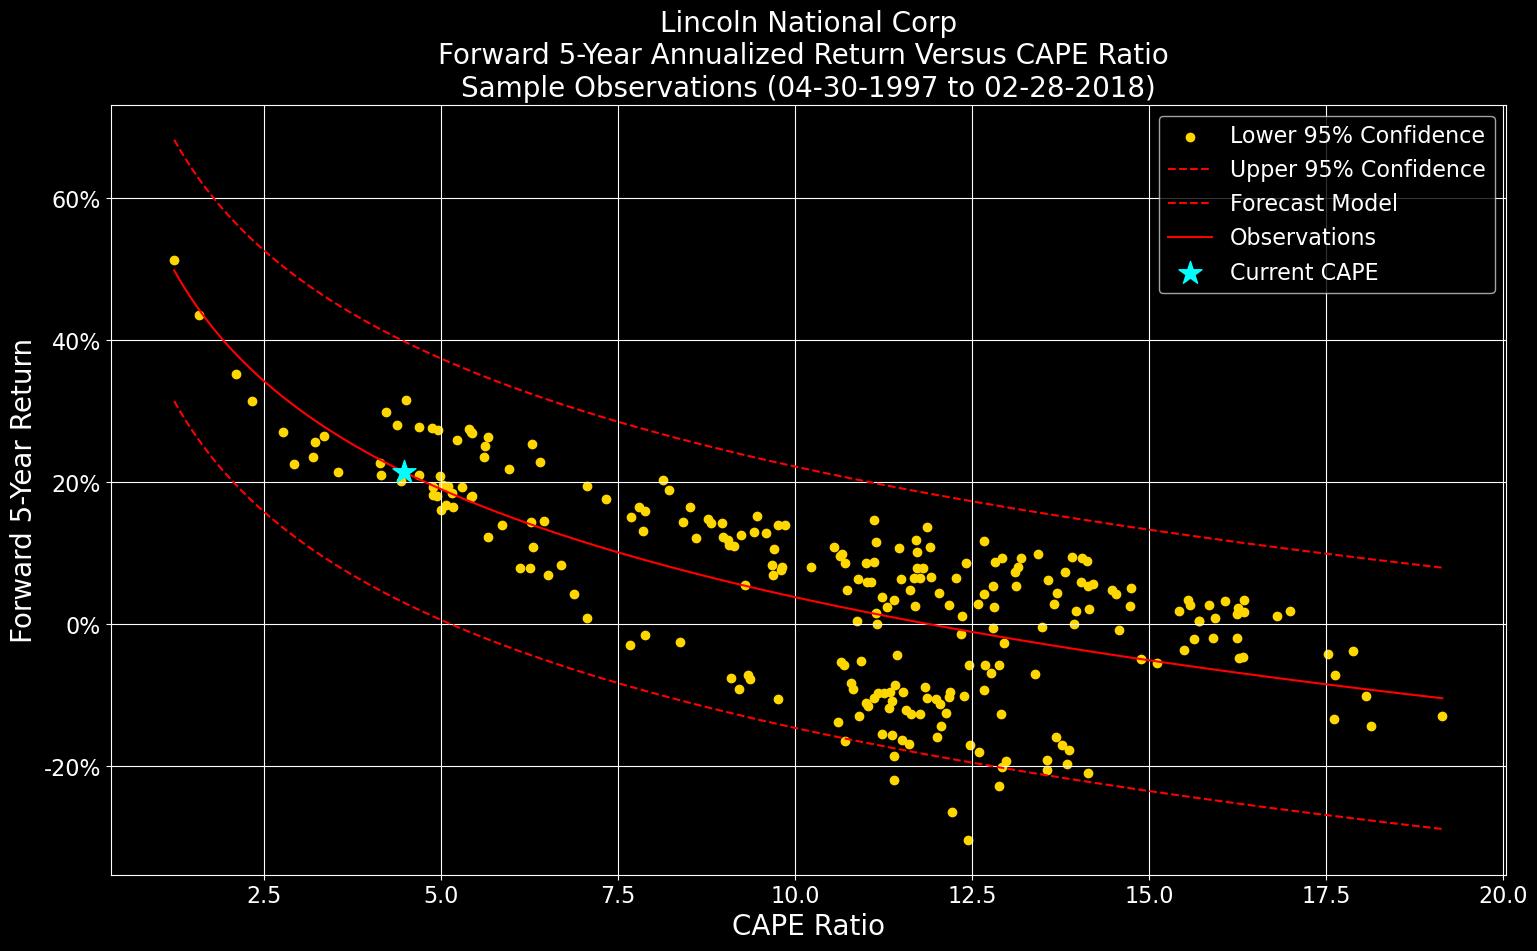 Lincoln National Corp
Forward 5-Year Annualized Return Versus CAPE Ratio
Sample Observations (04-30-1997 to 02-28-2018)
Lower 95% Confidence
Upper 95% Confidence
Forecast Model
Observations
Current CAPE
Forward 5-Year Return
60%
40%
20%
0%
-20%
2.5 5.0 7.5 10.0 12.5 15.0 17.5 20.0
CAPE Ratio